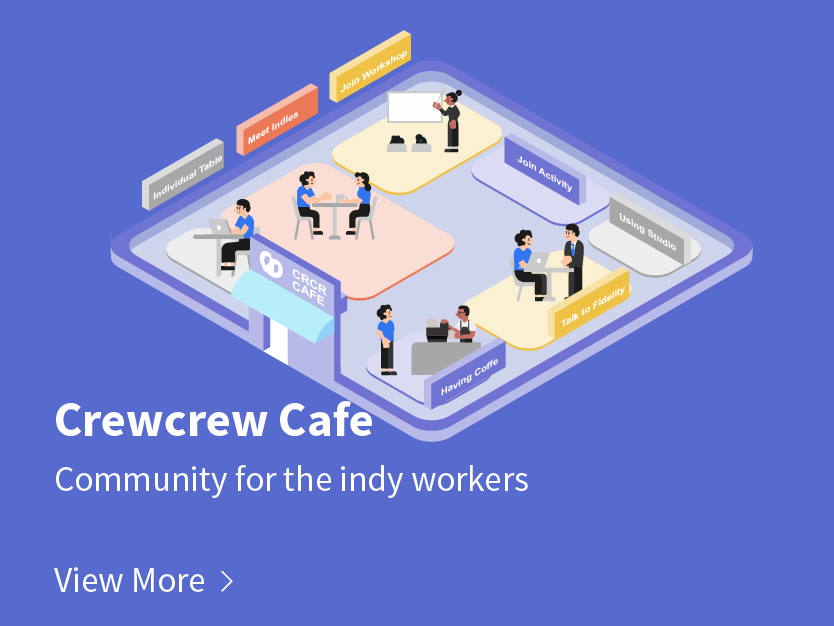 Join Workshop
Meet Indies
Individual Table
Join Activity
Using Studio
CRCR
CAFE
Talk to Fidelity
Having Coffe
Crewcrew Cafe
Community for the indy workers
View More